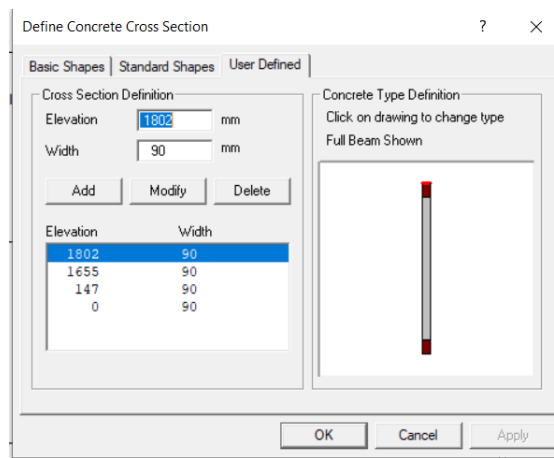 Define Concrete Cross Section ? ×
Basic Shapes Standard Shapes User Defined
Cross Section Definition
Elevation 1802 mm
Width 90 mm
Add Modify Delete
Elevation Width
1802 90
1655 90
147 90
0 90
Concrete Type Definition
Click on drawing to change type
Full Beam Shown
OK Cancel Apply